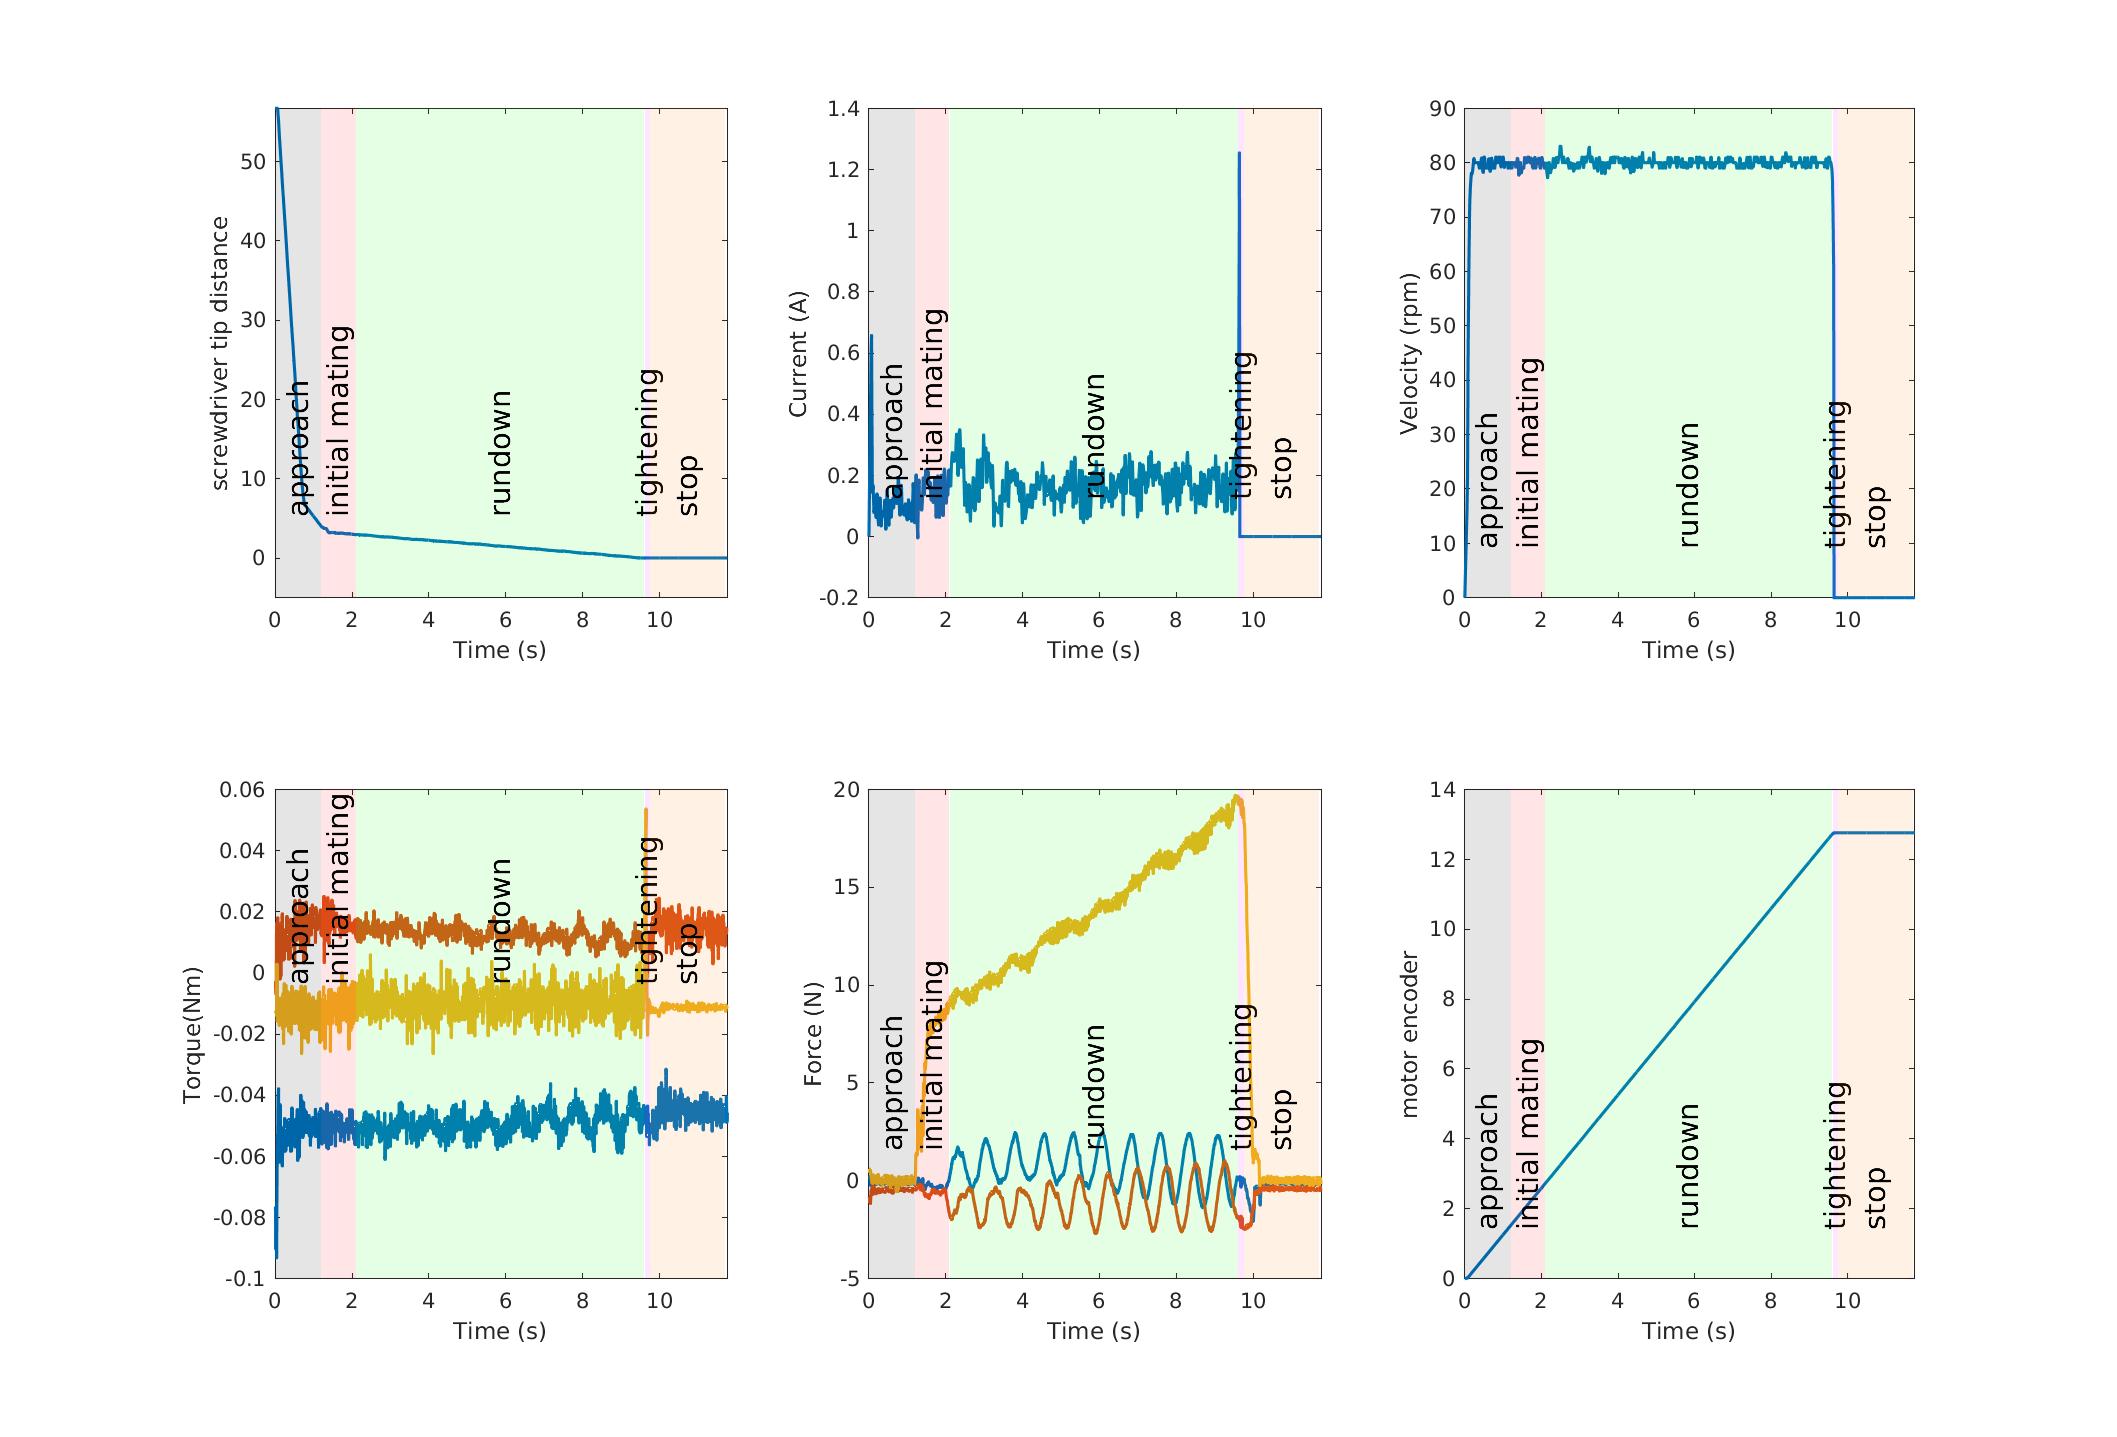 screwdriver tip distance
50
40
30
20
10
0
approach
initial mating
rundown
tightening
stop
0 2 4 6 8 10
Time (s)
Current (A)
1.4
1.2
1
0.8
0.6
0.4
0.2
0
-0.2
approach
initial mating
rundown
tightening
stop
0 2 4 6 8 10
Time (s)
Velocity (rpm)
90
80
70
60
50
40
30
20
10
0
approach
initial mating
rundown
tightening
stop
0 2 4 6 8 10
Time (s)
Torque(Nm)
0.06
0.04
0.02
0
-0.02
-0.04
-0.06
-0.08
-0.1
approach
initial mating
rundown
tightening
stop
0 2 4 6 8 10
Time (s)
Force (N)
20
15
10
5
0
-5
approach
initial mating
rundown
tightening
stop
0 2 4 6 8 10
Time (s)
motor encoder
14
12
10
8
6
4
2
0
approach
initial mating
rundown
tightening
stop
0 2 4 6 8 10
Time (s)